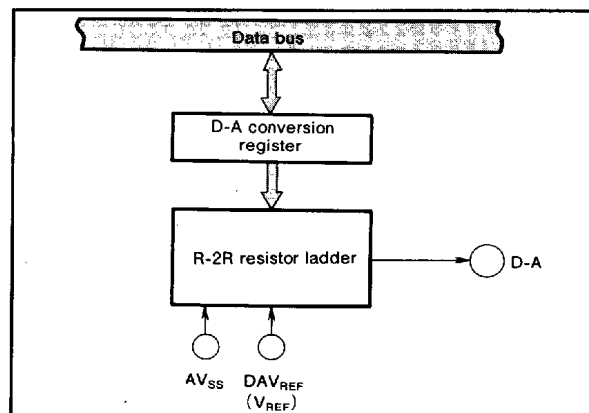 Data bus
D-A conversion
register
R-2R resistor ladder
D-A
AVSS DAVREF
(VREF)